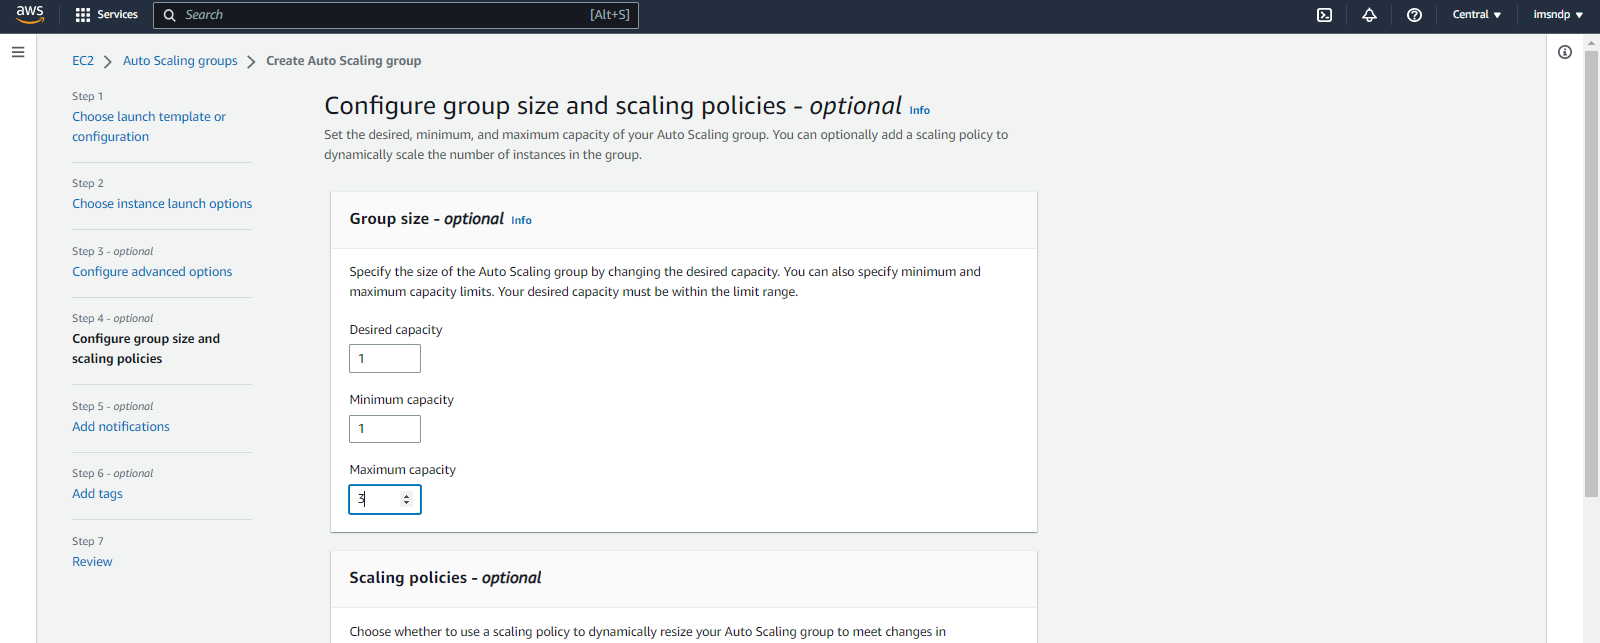 aws Services Search [Alt+S] Central imsndp
EC2 Auto Scaling groups Create Auto Scaling group
Step 1
Choose launch template or
configuration
Step 2
Choose instance launch options
Step 3 - optional
Configure advanced options
Step 4 - optional
Configure group size and
scaling policies
Step 5 - optional
Add notifications
Step 6 - optional
Add tags
Step 7
Review
Configure group size and scaling policies - optional Info
Set the desired, minimum, and maximum capacity of your Auto Scaling group. You can optionally add a scaling policy to
dynamically scale the number of instances in the group.
Group size - optional Info
Specify the size of the Auto Scaling group by changing the desired capacity. You can also specify minimum and
maximum capacity limits. Your desired capacity must be within the limit range.
Desired capacity
1
Minimum capacity
1
Maximum capacity
3
Scaling policies - optional
Choose whether to use a scaling policy to dynamically resize your Auto Scaling group to meet changes in